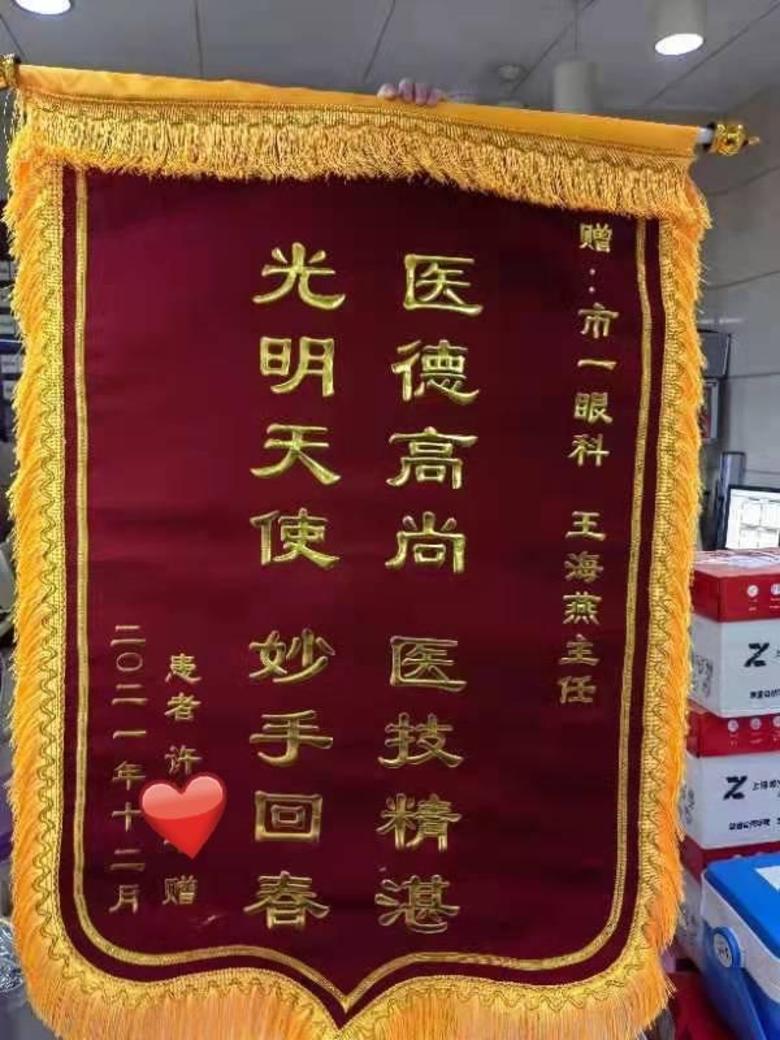 赠：市一眼科 王海燕主任
医德高尚 医技精湛
光明天使 妙手回春
患者 许 赠
二〇二一年十二月